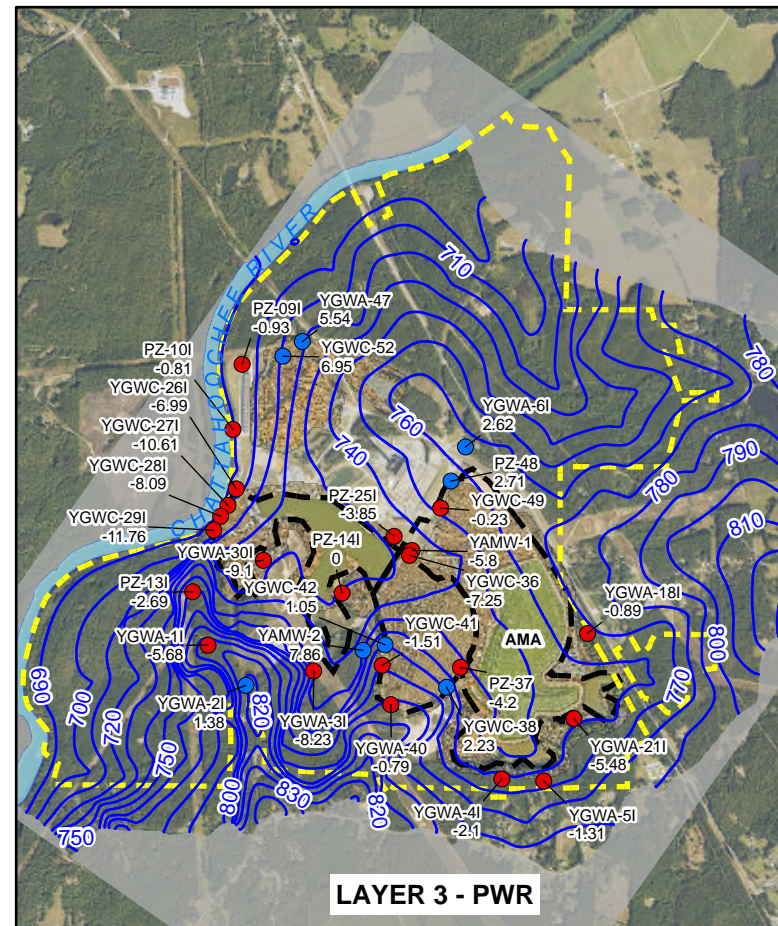 CHATTAHOOCHEE RIVER
710
780
PZ-09I
-0.93
YGWA-47
5.54
PZ-10I
-0.81
YGWC-52
6.95
YGWC-26I
-6.99
YGWC-27I
-10.61
YGWC-28I
-8.09
YGWC-29I
-11.76
760
740
YGWA-6I
2.62
790
780
PZ-48
2.71
PZ-25I
-3.85
YGWC-49
-0.23
810
YGWA-30I
-9.1
PZ-14I
0
YAMW-1
-5.8
PZ-13I
-2.69
YGWC-42
1.05
YGWC-36
-7.25
YGWA-18I
-0.89
YGWA-1I
-5.68
YAMW-2
7.86
YGWC-41
-1.51
AMA
800
690
700
720
750
YGWA-2I
1.38
820
YGWA-3I
-8.23
PZ-37
-4.2
770
YGWA-40
-0.79
YGWC-38
2.23
YGWA-21I
-5.48
800
830
820
YGWA-4I
-2.1
YGWA-5I
-1.31
750
LAYER 3 - PWR